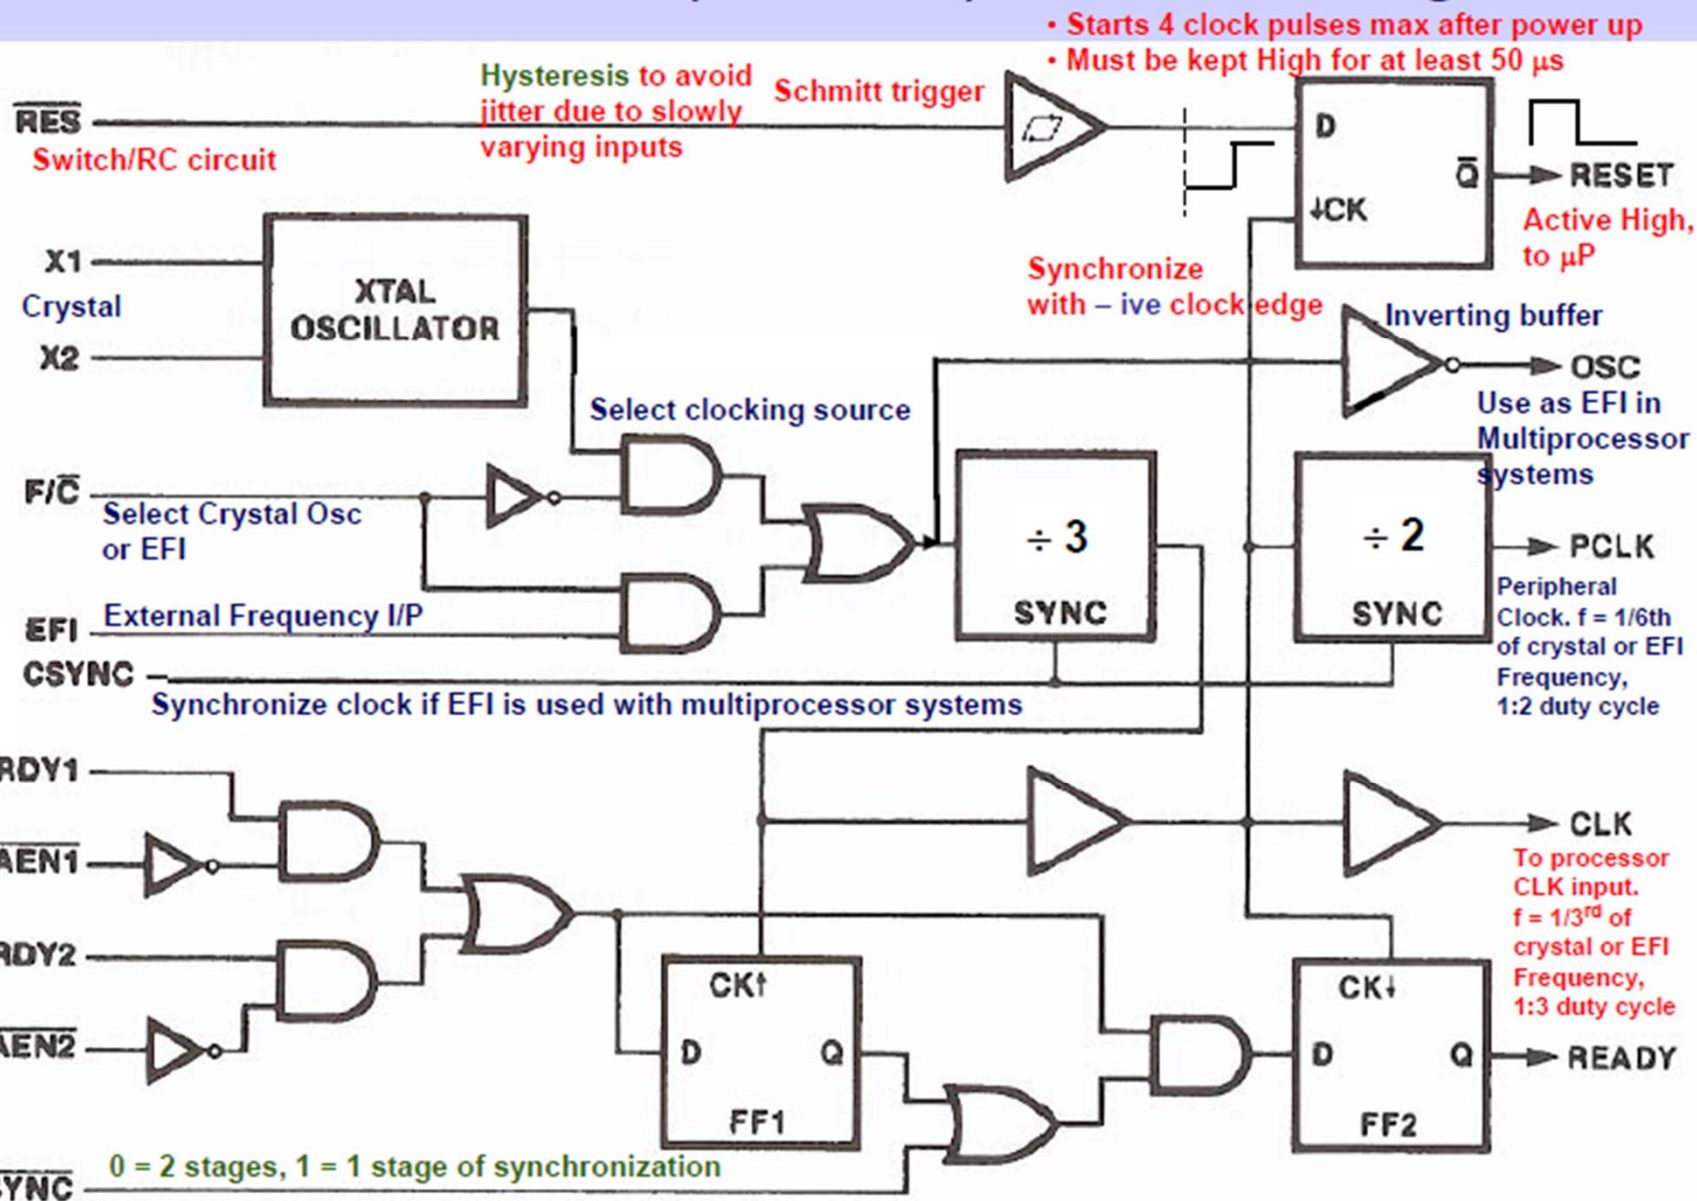 • Starts 4 clock pulses max after power up
• Must be kept High for at least 50 µs
Hysteresis to avoid
jitter due to slowly
varying inputs
Schmitt trigger
RES
Switch/RC circuit
D
Q
↓CK
RESET
Active High,
to µP
X1
Crystal
X2
XTAL
OSCILLATOR
Synchronize
with – ive clock edge
Inverting buffer
OSC
Use as EFI in
Multiprocessor
systems
Select clocking source
F/C
Select Crystal Osc
or EFI
÷ 3
SYNC
÷ 2
SYNC
PCLK
Peripheral
Clock. f = 1/6th
of crystal or EFI
Frequency,
1:2 duty cycle
EFI
External Frequency I/P
CSYNC
Synchronize clock if EFI is used with multiprocessor systems
RDY1
AEN1
RDY2
AEN2
CLK
To processor
CLK input.
f = 1/3rd of
crystal or EFI
Frequency,
1:3 duty cycle
CK↑
D
Q
FF1
CK↓
D
Q
FF2
READY
0 = 2 stages, 1 = 1 stage of synchronization
YNC